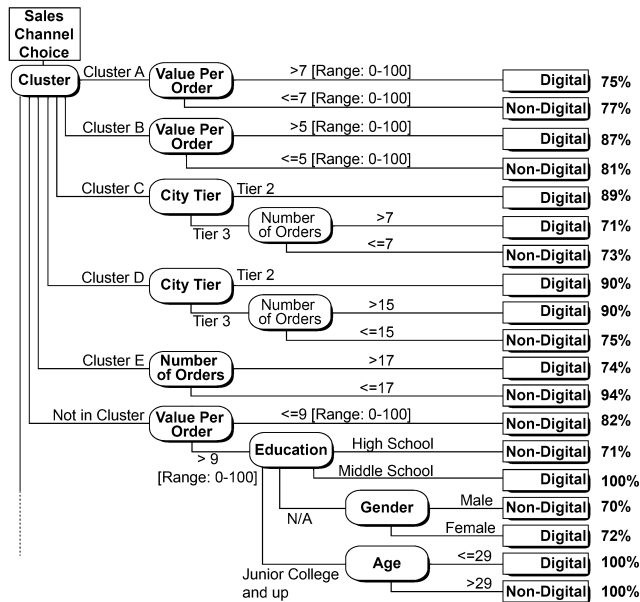 Sales
Channel
Choice
Cluster
Cluster A
Value Per
Order
>7 [Range: 0-100]
Digital
75%
<=7 [Range: 0-100]
Non-Digital
77%
Cluster B
Value Per
Order
>5 [Range: 0-100]
Digital
87%
<=5 [Range: 0-100]
Non-Digital
81%
Cluster C
City Tier
Tier 2
Digital
89%
Tier 3
Number
of Orders
>7
Digital
71%
<=7
Non-Digital
73%
Cluster D
City Tier
Tier 2
Digital
90%
Tier 3
Number
of Orders
>15
Digital
90%
<=15
Non-Digital
75%
Cluster E
Number
of Orders
>17
Digital
74%
<=17
Non-Digital
94%
Not in Cluster
Value Per
Order
<=9 [Range: 0-100]
Non-Digital
82%
> 9
[Range: 0-100]
Education
High School
Non-Digital
71%
Middle School
Digital
100%
N/A
Gender
Male
Non-Digital
70%
Female
Digital
72%
Junior College
and up
Age
<=29
Digital
100%
>29
Non-Digital
100%